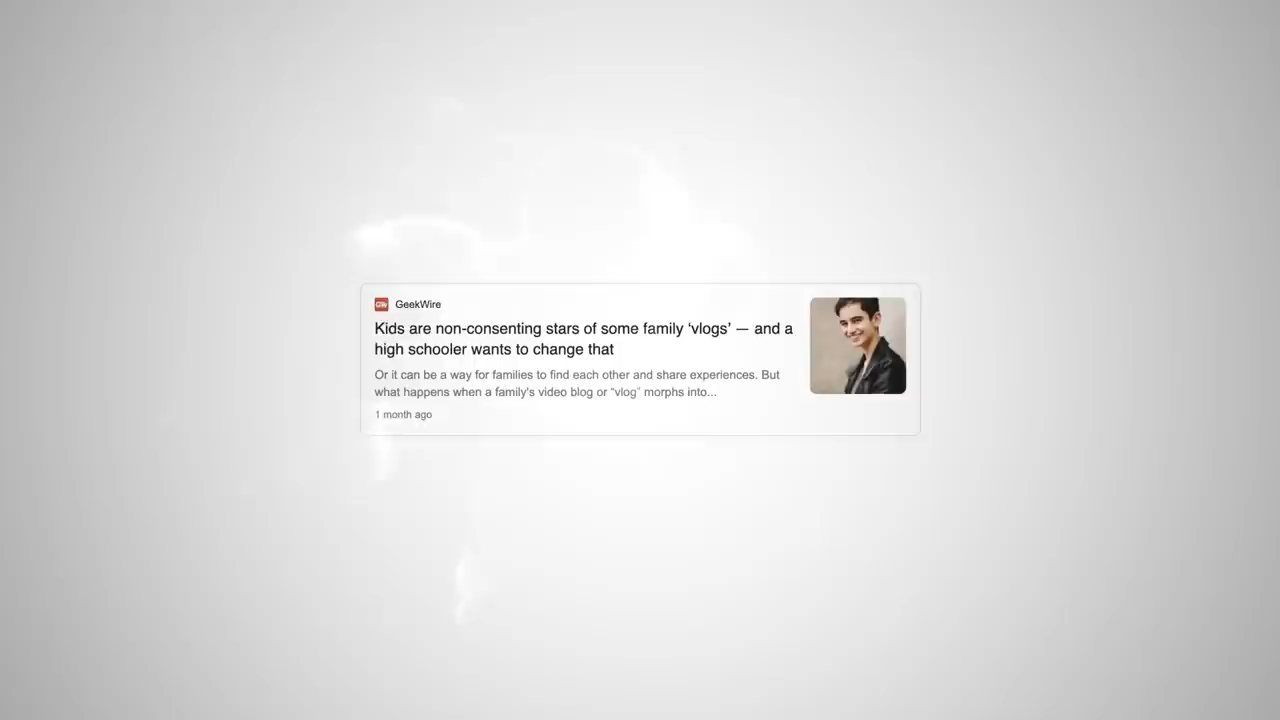 GW GeekWire
Kids are non-consenting stars of some family ‘vlogs’ — and a
high schooler wants to change that
Or it can be a way for families to find each other and share experiences. But
what happens when a family's video blog or “vlog” morphs into...
1 month ago